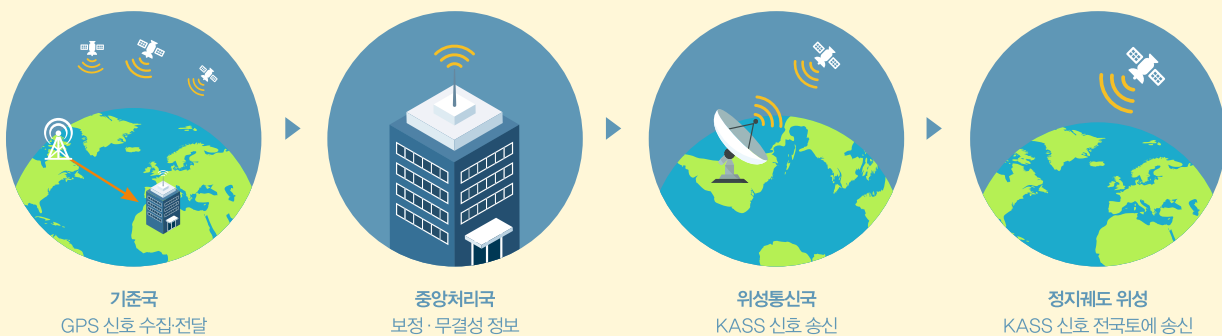 기준국
GPS 신호 수집·전달
중앙처리국
보정 · 무결성 정보
위성통신국
KASS 신호 송신
정지궤도 위성
KASS 신호 전국토에 송신